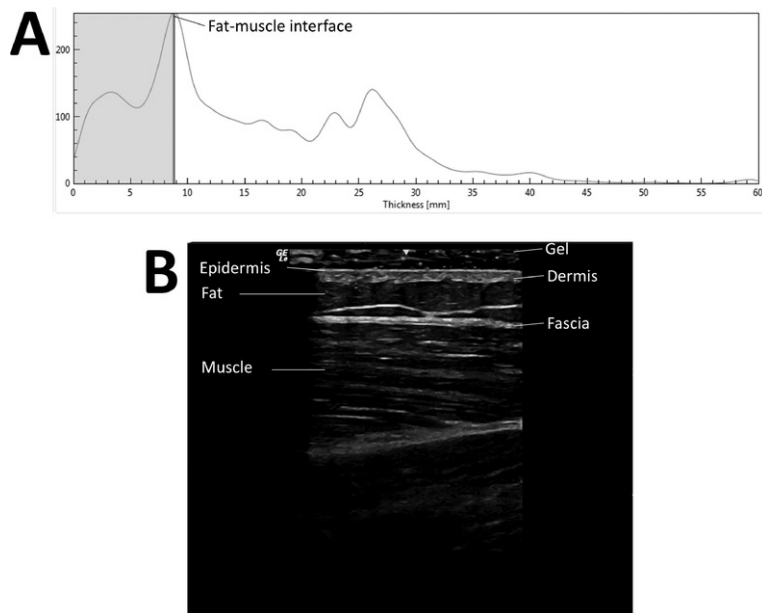 A
Fat-muscle interface
200
100
0
0 5 10 15 20 25 30 35 40 45 50 55 60
Thickness [mm]
B
GE
Gel
Epidermis
Dermis
Fat
Fascia
Muscle